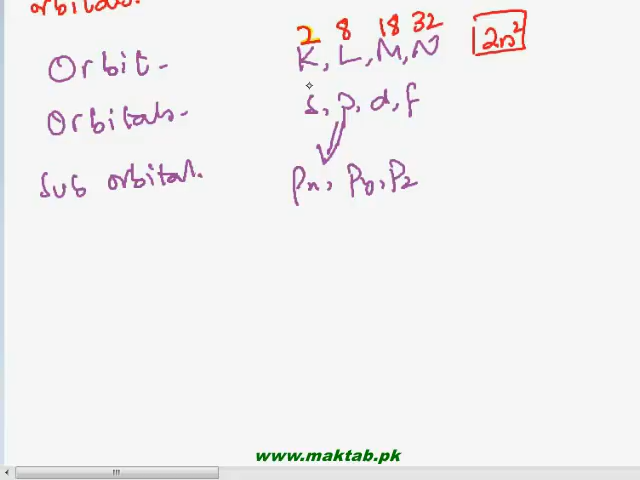 orbitals.
2 8 18 32
Orbit - K, L, M, N 2n²
Orbitals - s, p, d, f
Sub orbital. Px, Py, Pz
www.maktab.pk